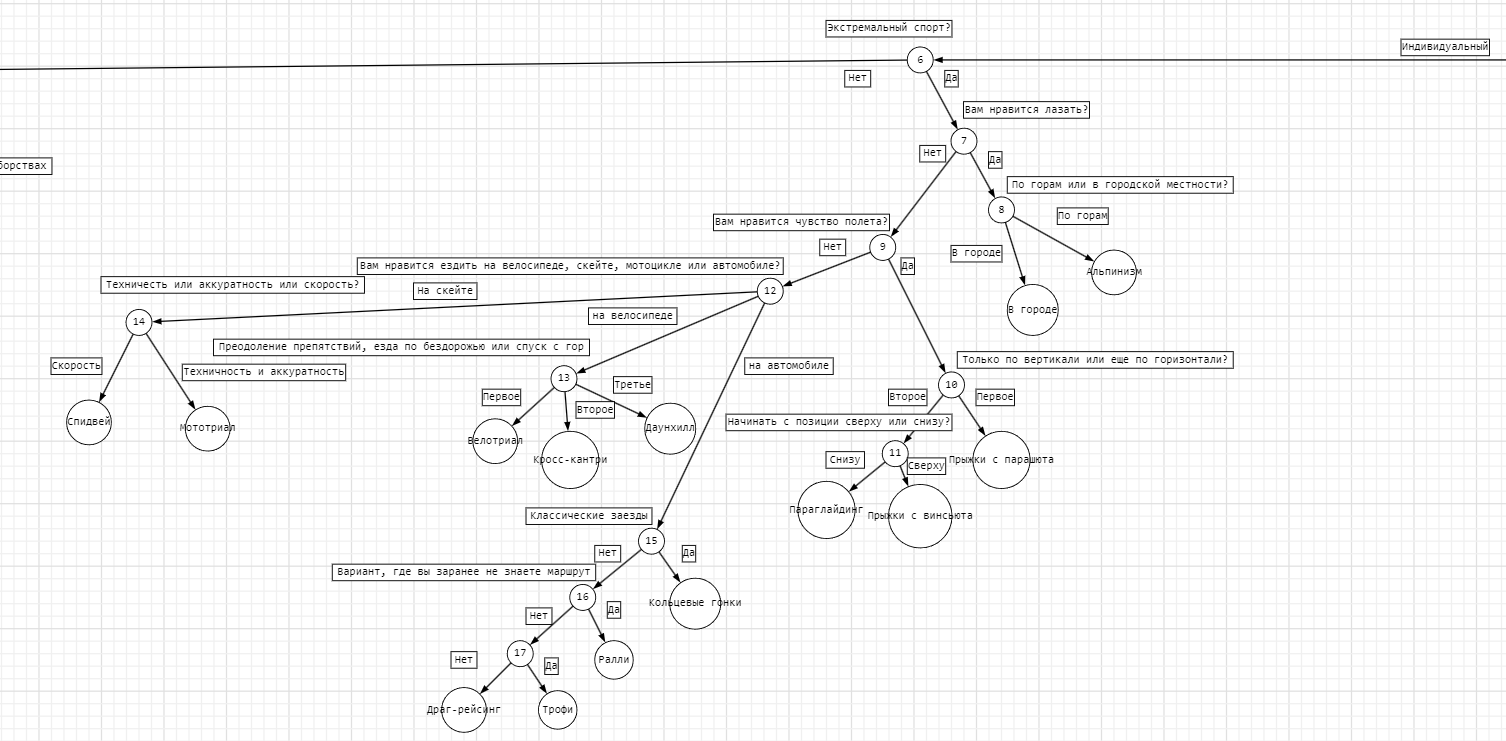 Экстремальный спорт?
Индивидуальный
6
Нет
Да
Вам нравится лазать?
7
Нет
Да
борствах
По горам или в городской местности?
8
По горам
Вам нравится чувство полета?
9
Нет
Да
В городе
Альпинизм
В городе
Вам нравится ездить на велосипеде, скейте, мотоцикле или автомобиле?
12
Техничесть или аккуратность или скорость?
На скейте
14
на велосипеде
Преодоление препятствий, езда по бездорожью или спуск с гор
на автомобиле
Только по вертикали или еще по горизонтали?
Скорость
Техничность и аккуратность
13
10
Первое
Второе
Третье
Второе
Первое
Спидвей
Мототриал
Велотриал
Кросс-кантри
Даунхилл
Начинать с позиции сверху или снизу?
11
Снизу
Сверху
Прыжки с парашюта
Параглайдинг
Прыжки с винсьюта
Классические заезды
15
Нет
Да
Вариант, где вы заранее не знаете маршрут
16
Кольцевые гонки
Нет
Да
17
Ралли
Нет
Да
Драг-рейсинг
Трофи